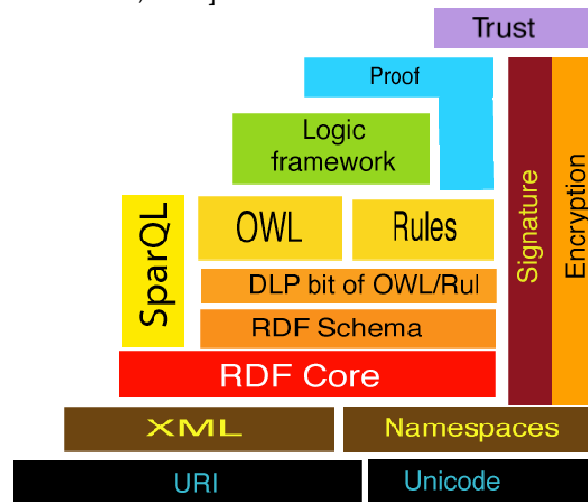 Trust
Proof
Logic
framework
SparQL
OWL
Rules
Signature
Encryption
DLP bit of OWL/Rul
RDF Schema
RDF Core
XML
Namespaces
URI
Unicode